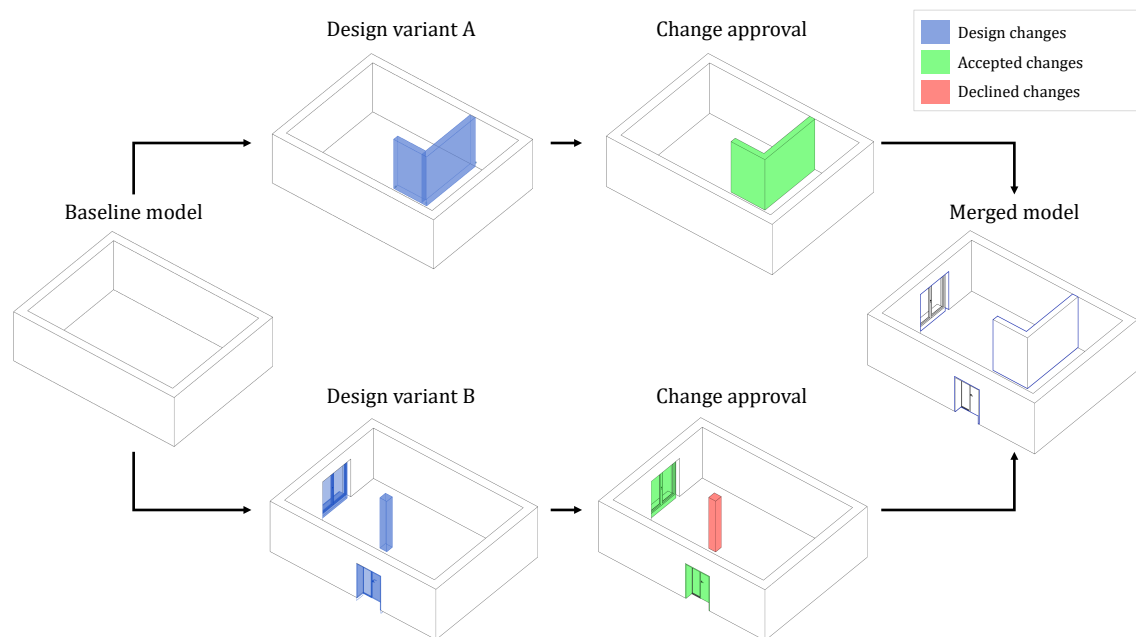 Design variant A
Change approval
Design changes
Accepted changes
Declined changes
Baseline model
Merged model
Design variant B
Change approval